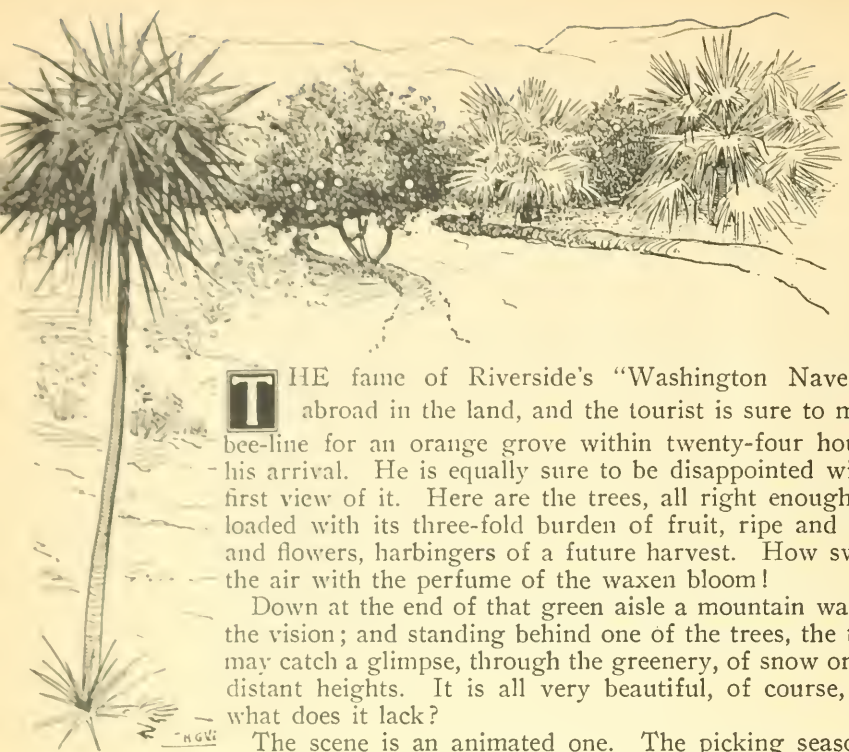 THE fame of Riverside's "Washington Nave
abroad in the land, and the tourist is sure to m
bee-line for an orange grove within twenty-four hou
his arrival. He is equally sure to be disappointed wi
first view of it. Here are the trees, all right enough
loaded with its three-fold burden of fruit, ripe and
and flowers, harbingers of a future harvest. How sw
the air with the perfume of the waxen bloom!
Down at the end of that green aisle a mountain wa
the vision; and standing behind one of the trees, the t
may catch a glimpse, through the greenery, of snow on
distant heights. It is all very beautiful, of course,
what does it lack?
The scene is an animated one. The picking seaso